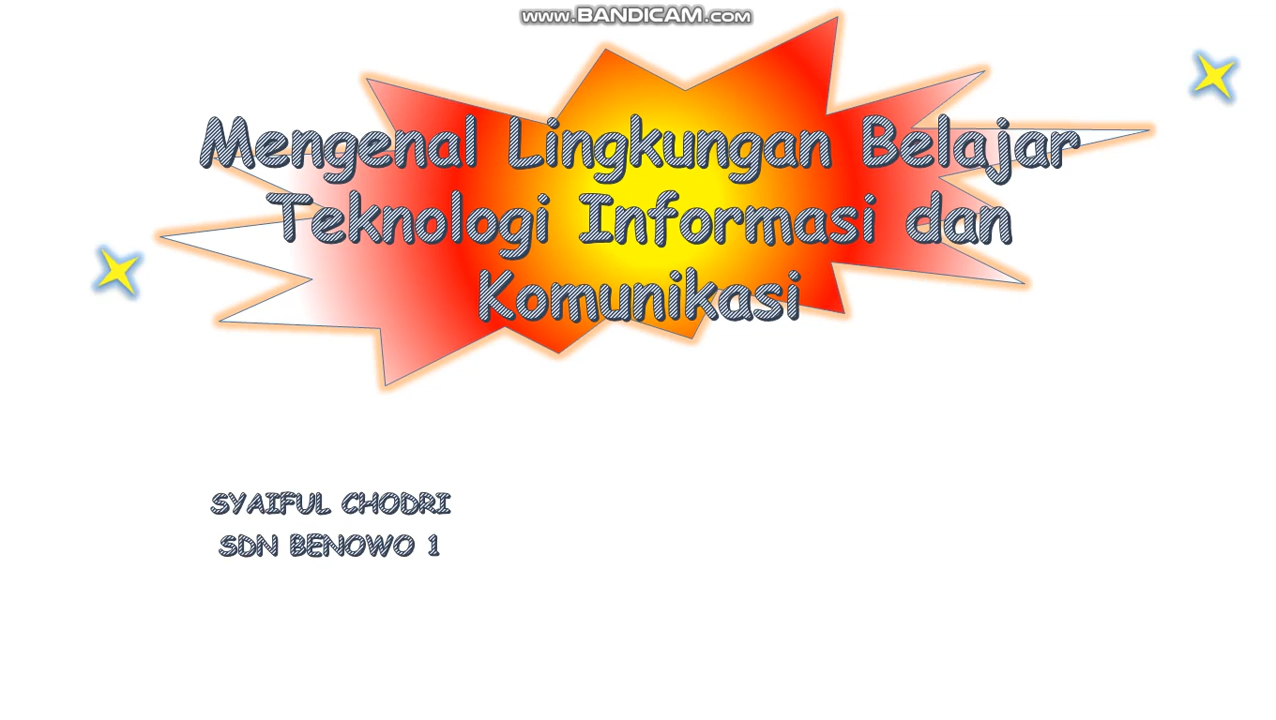 www.BANDICAM.com
Mengenal Lingkungan Belajar
Teknologi Informasi dan
Komunikasi
SYAIFUL CHODRI
SDN BENOWO 1